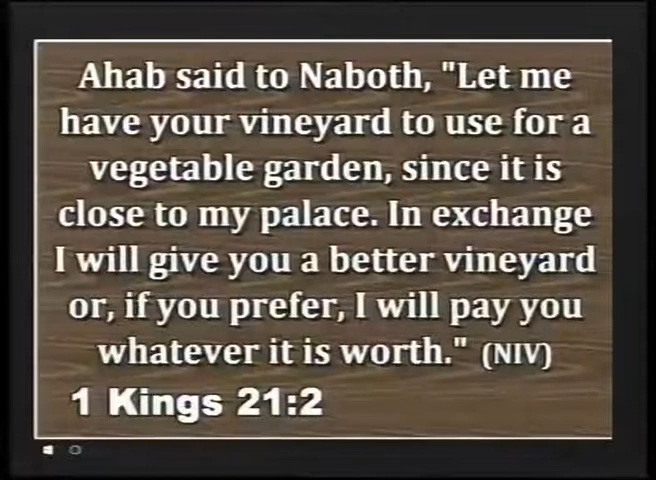 Ahab said to Naboth, "Let me
have your vineyard to use for a
vegetable garden, since it is
close to my palace. In exchange
I will give you a better vineyard
or, if you prefer, I will pay you
whatever it is worth." (NIV)
1 Kings 21:2